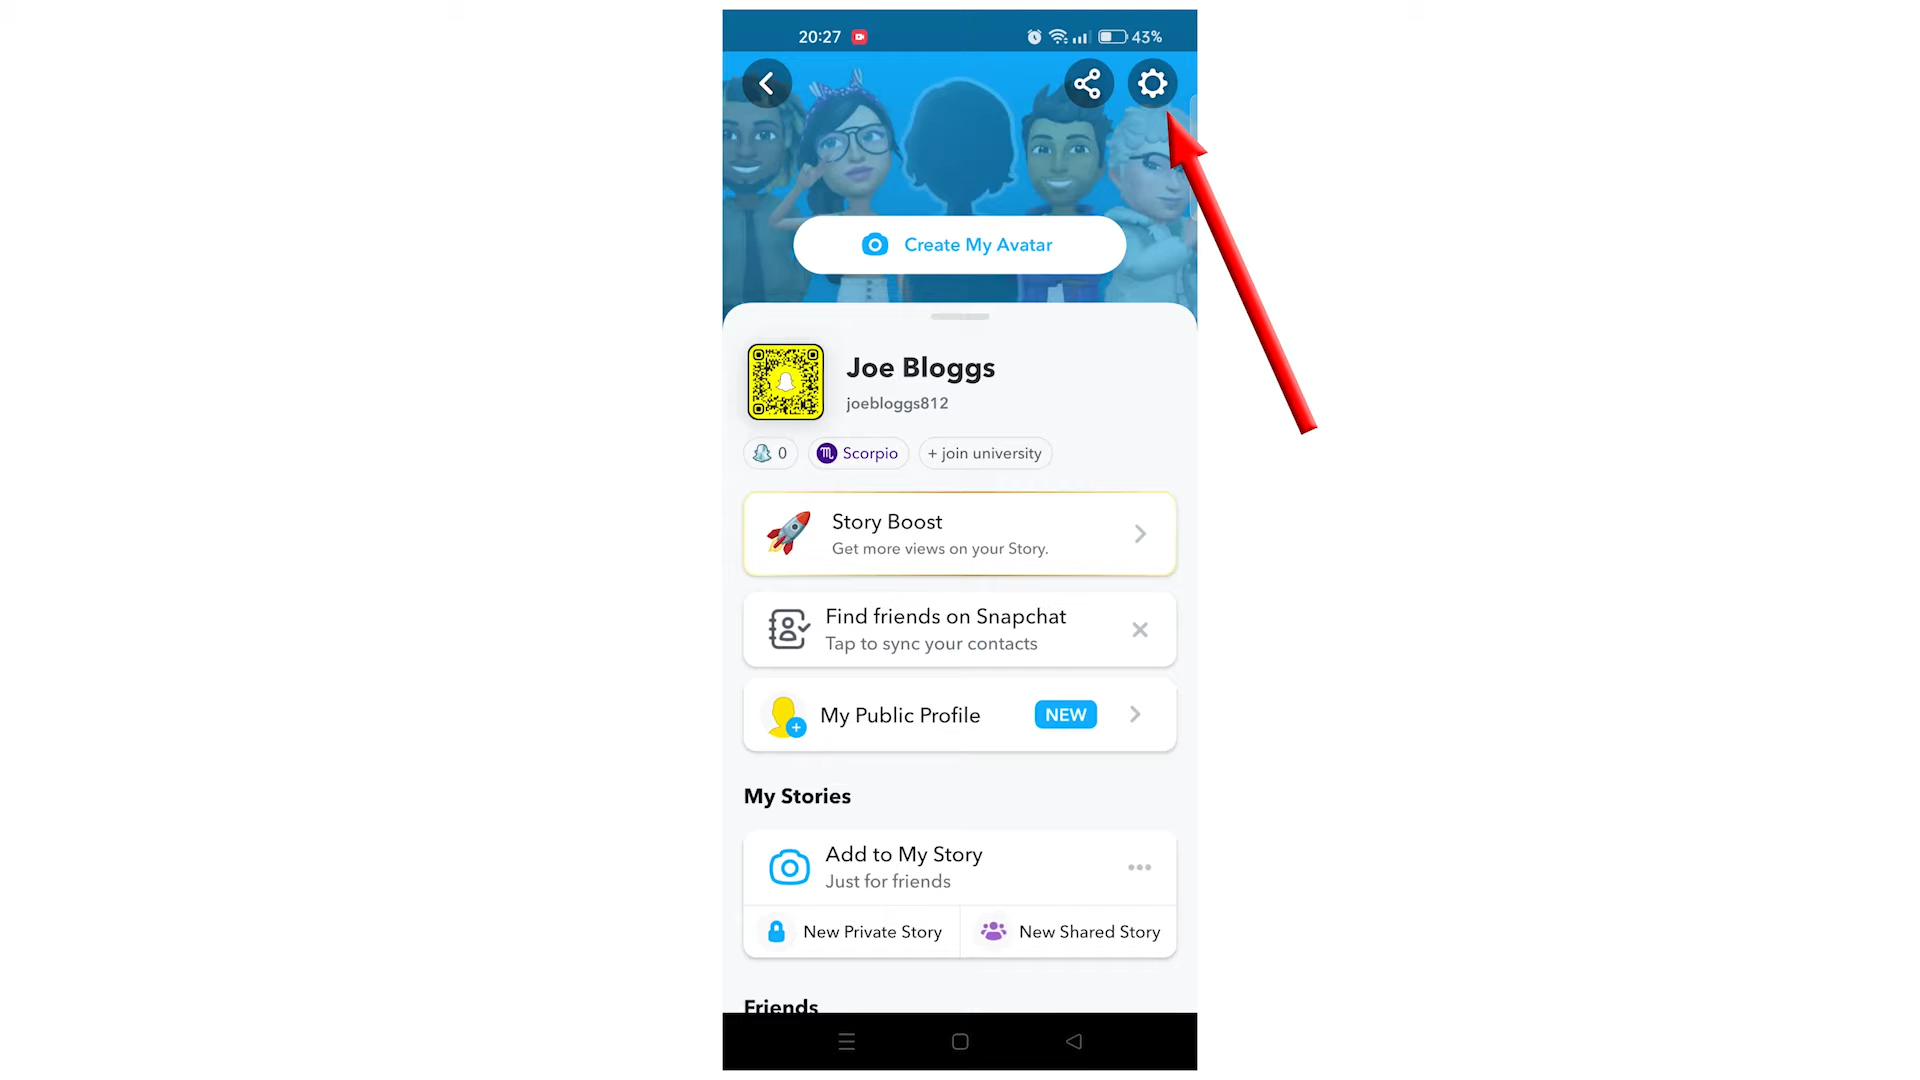 20:27
43%
Create My Avatar
Joe Bloggs
joebloggs812
0
Scorpio
+ join university
Story Boost
Get more views on your Story.
Find friends on Snapchat
Tap to sync your contacts
My Public Profile
NEW
My Stories
Add to My Story
Just for friends
New Private Story
New Shared Story
Friends